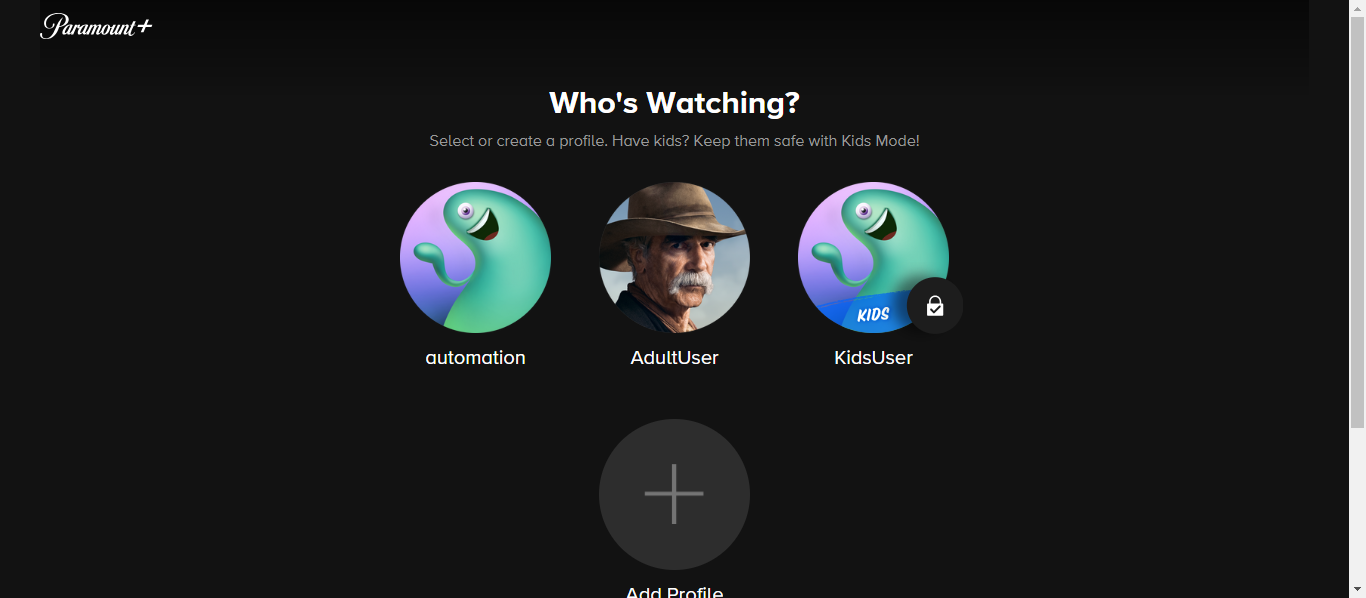 Paramount+
Who's Watching?
Select or create a profile. Have kids? Keep them safe with Kids Mode!
KIDS
automation
AdultUser
KidsUser
Add Profile